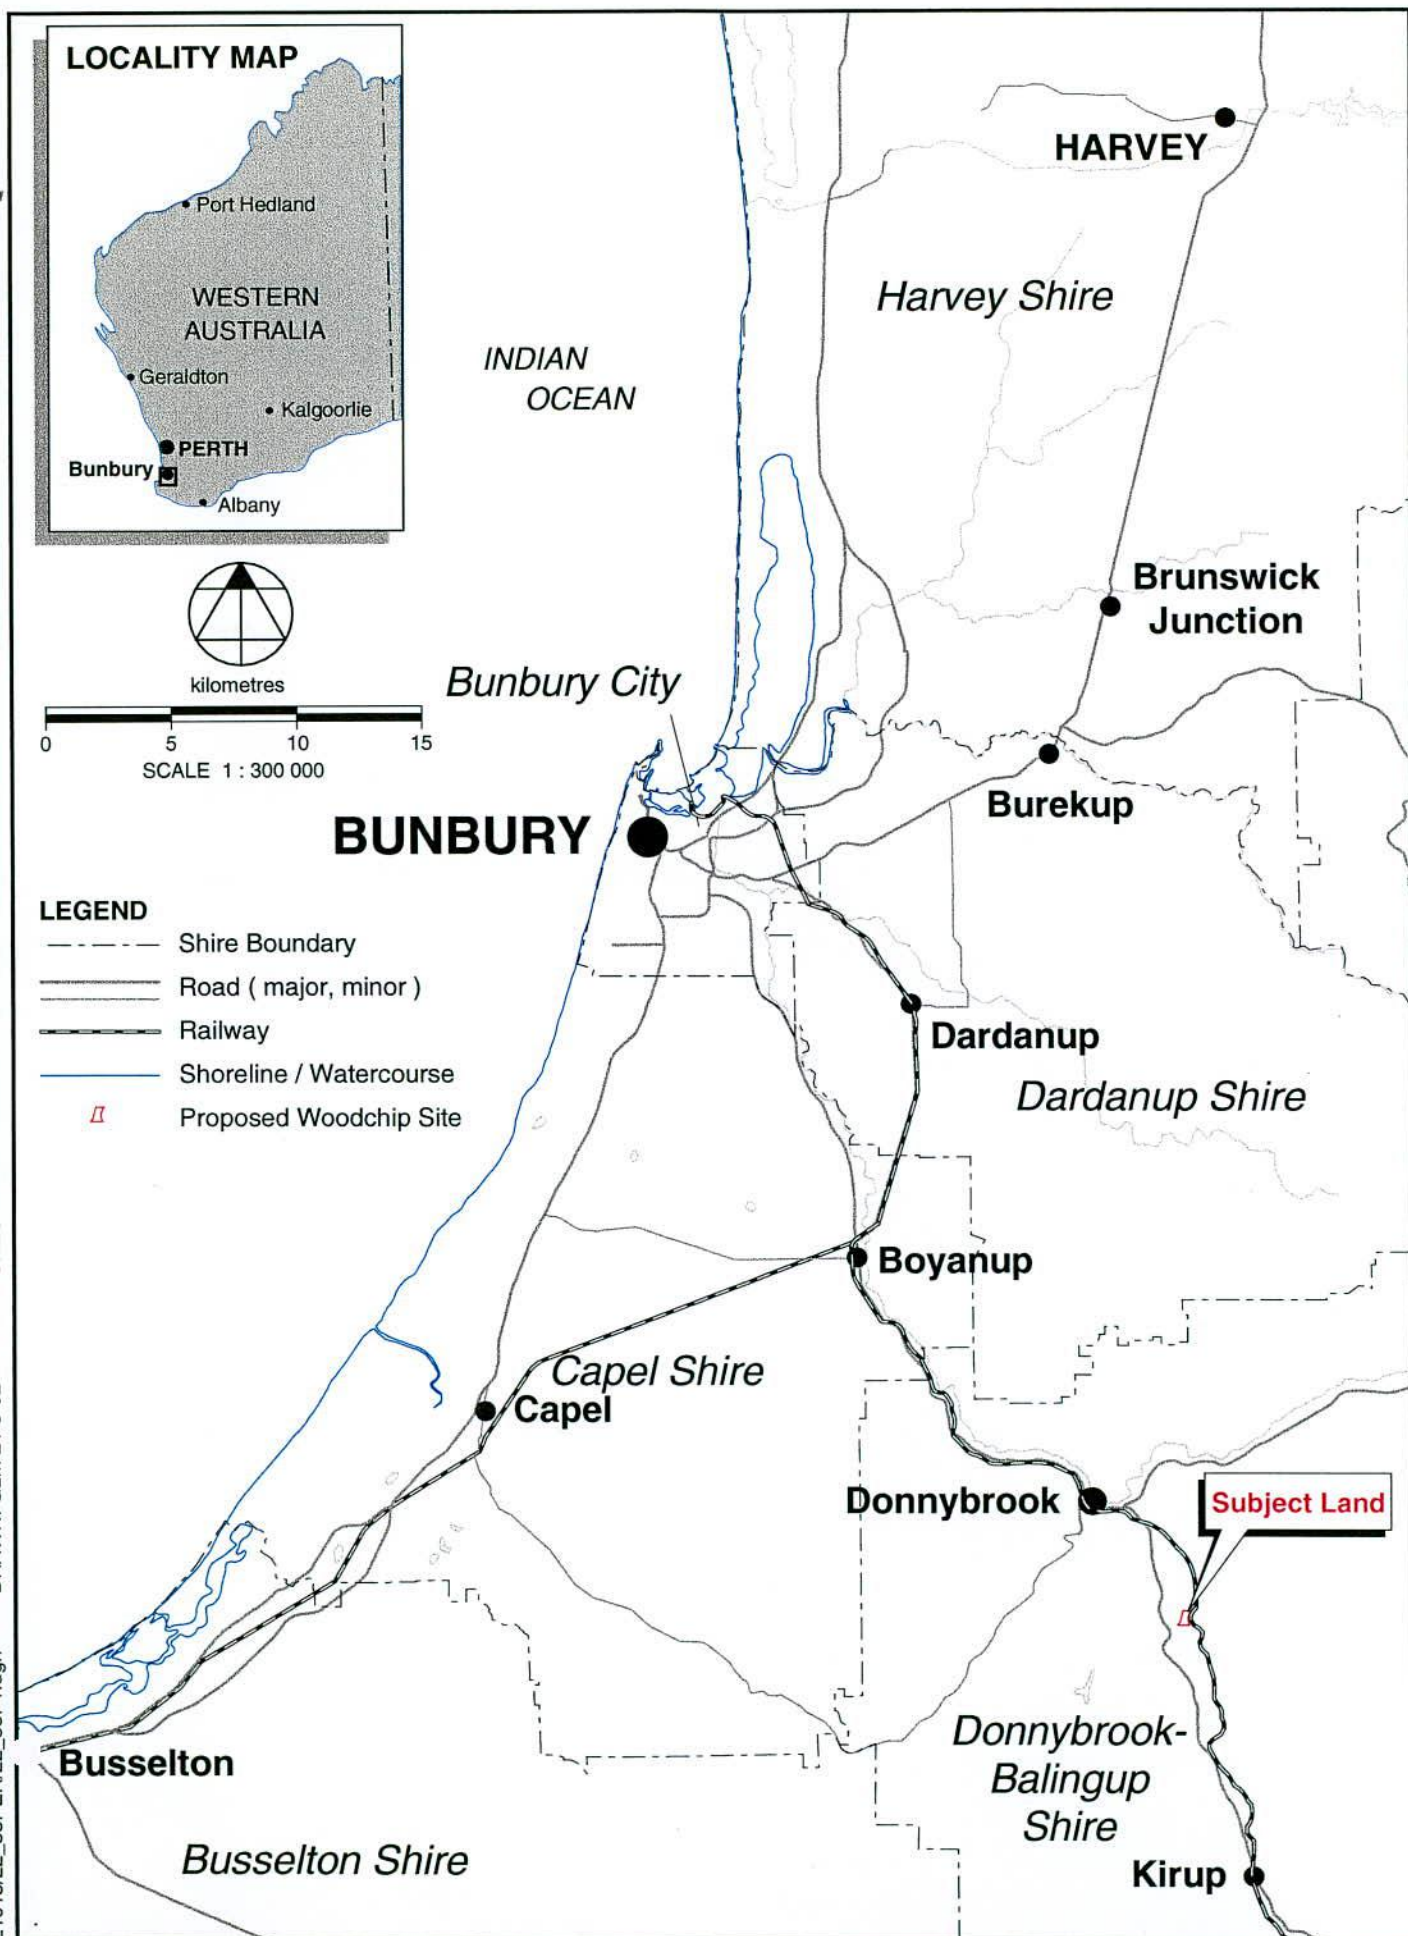 LOCALITY MAP
Port Hedland
WESTERN
AUSTRALIA
Geraldton
Kalgoorlie
PERTH
Bunbury
Albany
kilometres
0 5 10 15
SCALE 1 : 300 000
LEGEND
Shire Boundary
Road ( major, minor )
Railway
Shoreline / Watercourse
Proposed Woodchip Site
HARVEY
Harvey Shire
INDIAN
OCEAN
Brunswick
Junction
Bunbury City
Burekup
BUNBURY
Dardanup
Dardanup Shire
Boyanup
Capel Shire
Capel
Donnybrook
Subject Land
Donnybrook-
Balingup
Shire
Busselton
Busselton Shire
Kirup